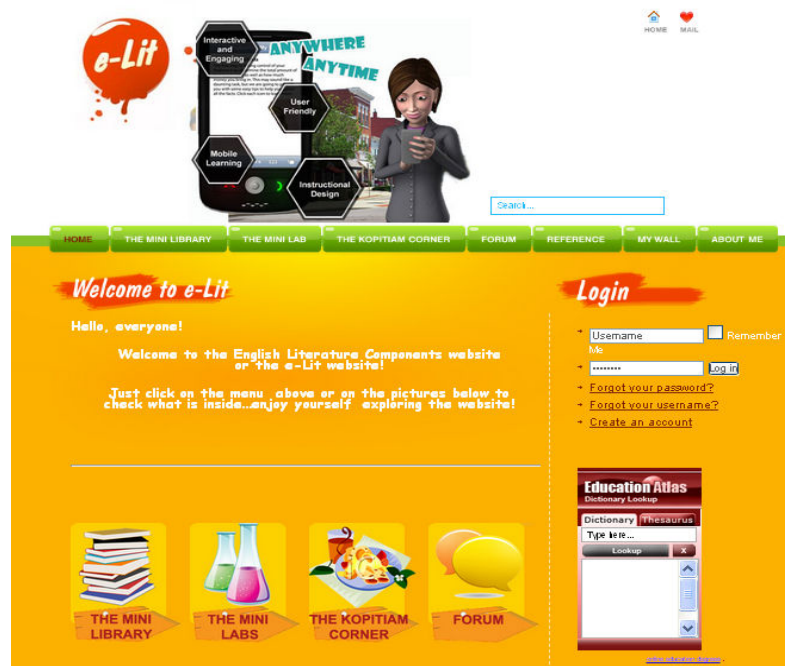 e-Lit
Interactive
and
Engaging
ANYWHERE
ANYTIME
User
Friendly
Mobile
Learning
Instructional
Design
HOME MAIL
Search...
HOME THE MINI LIBRARY THE MINI LAB THE KOPITIAM CORNER FORUM REFERENCE MY WALL ABOUT ME
Welcome to e-Lit
Hello, everyone!
Welcome to the English Literature Components website
or the e-Lit website!
Just click on the menu above or on the pictures below to
check what is inside...enjoy yourself exploring the website!
THE MINI
LIBRARY
THE MINI
LABS
THE KOPITIAM
CORNER
FORUM
Login
Username Remember
Me
•••••••• Log in
Forgot your password?
Forgot your username?
Create an account
Education Atlas
Dictionary Lookup
Dictionary Thesaurus
Type here...
Lookup X